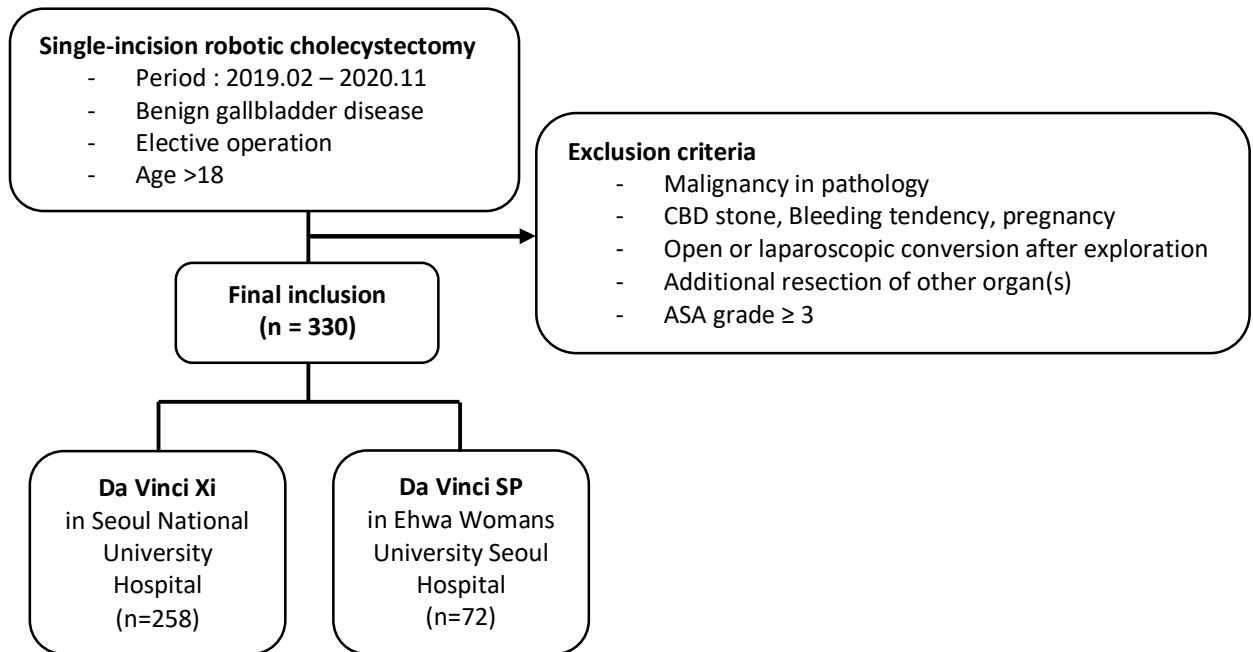 Single-incision robotic cholecystectomy
- Period : 2019.02 – 2020.11
- Benign gallbladder disease
- Elective operation
- Age >18
Exclusion criteria
- Malignancy in pathology
- CBD stone, Bleeding tendency, pregnancy
- Open or laparoscopic conversion after exploration
- Additional resection of other organ(s)
- ASA grade ≥ 3
Final inclusion
(n = 330)
Da Vinci Xi
in Seoul National
University
Hospital
(n=258)
Da Vinci SP
in Ehwa Womans
University Seoul
Hospital
(n=72)